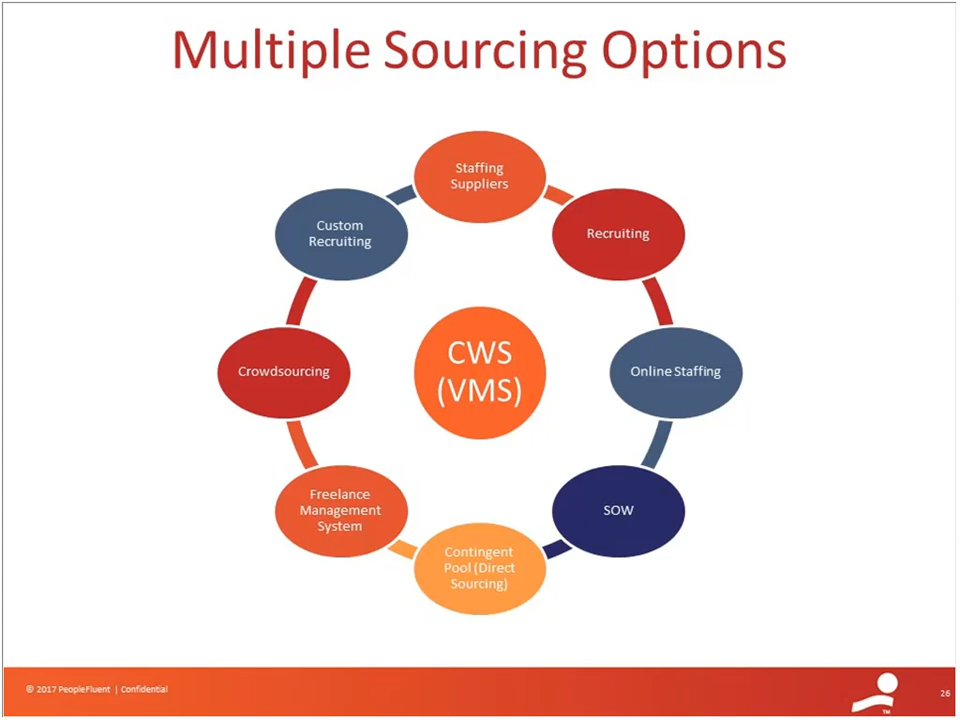 Multiple Sourcing Options
Staffing
Suppliers
Recruiting
Online Staffing
SOW
Contingent
Pool (Direct
Sourcing)
Freelance
Management
System
Crowdsourcing
Custom
Recruiting
CWS
(VMS)
© 2017 PeopleFluent | Confidential
TM
26